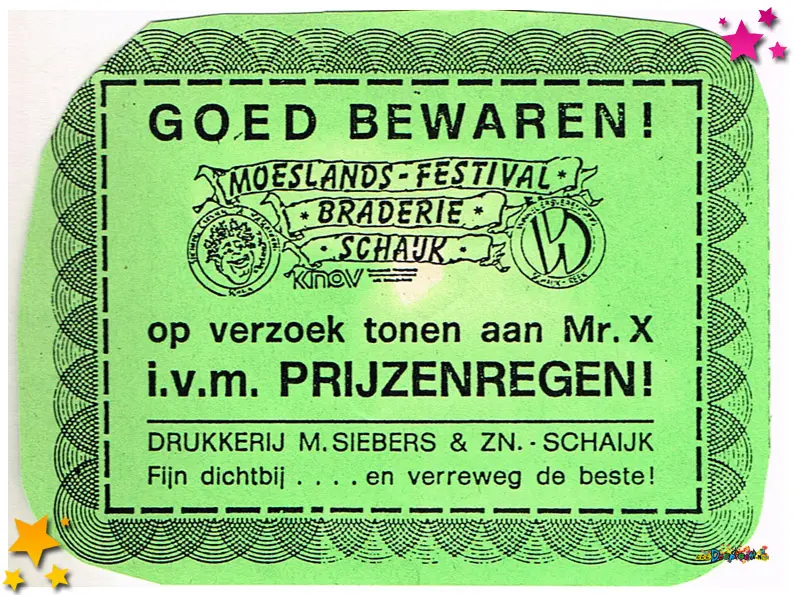 GOED BEWAREN!
MOESLANDS-FESTIVAL
BRADERIE
SCHAIJK
KNOV
op verzoek tonen aan Mr. X
i.v.m. PRIJZENREGEN!
DRUKKERIJ M. SIEBERS & ZN. - SCHAIJK
Fijn dichtbij .... en verreweg de beste!